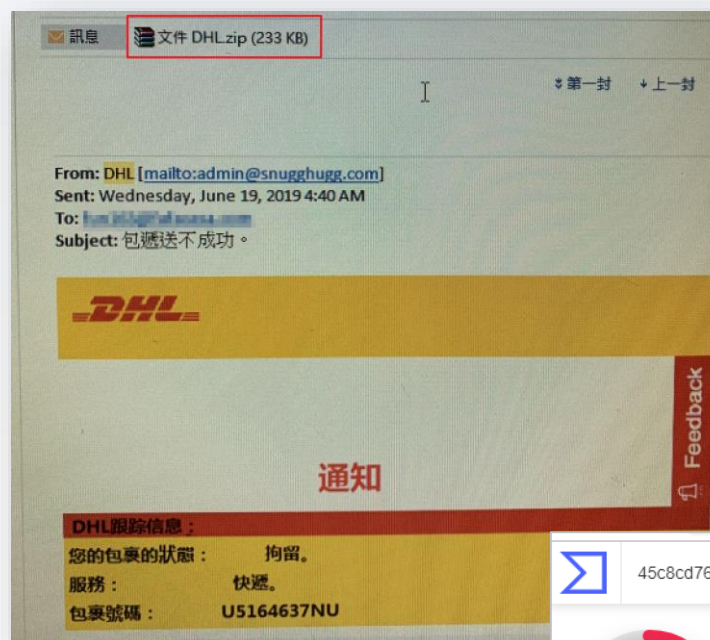 訊息 文件 DHL.zip (233 KB)
第一封 上一封
From: DHL [mailto:admin@snugghugg.com]
Sent: Wednesday, June 19, 2019 4:40 AM
To:
Subject: 包遞送不成功。
DHL
Feedback
通知
DHL跟踪信息：
您的包裹的狀態： 拘留。
服務： 快遞。
包裹號碼： U5164637NU
45c8cd76